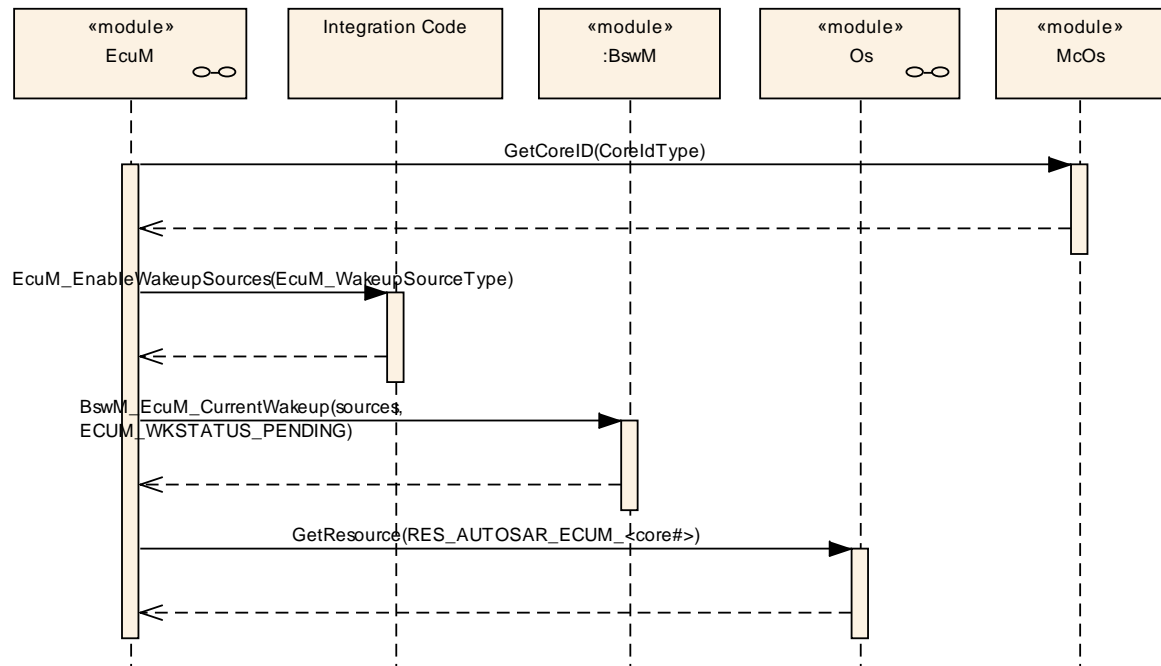 «module»
EcuM
Integration Code
«module»
:BswM
«module»
Os
«module»
McOs
GetCoreID(CoreIdType)
EcuM_EnableWakeupSources(EcuM_WakeupSourceType)
BswM_EcuM_CurrentWakeup(sources,
ECUM_WKSTATUS_PENDING)
GetResource(RES_AUTOSAR_ECUM_<core#>)